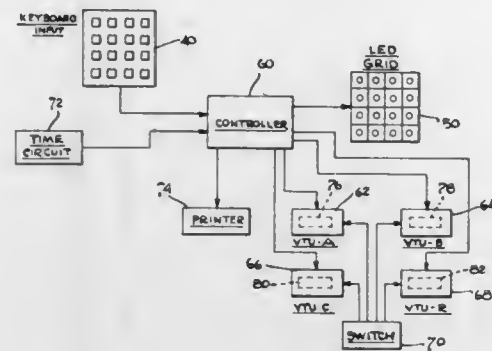 KEYBOARD
INPUT
40
60
LED
GRID
50
72
TIME
CIRCUIT
CONTROLLER
74
PRINTER
76
62
78
64
VTU-A
VTU-B
66
80
VTU-C
82
68
VTU-R
SWITCH
70